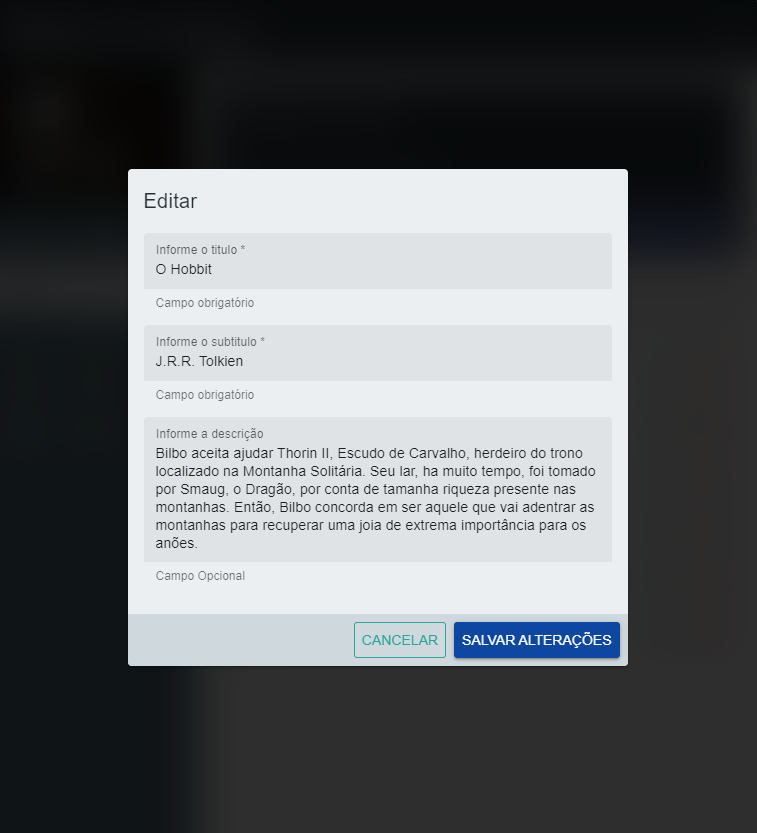 Editar
Informe o titulo *
O Hobbit
Campo obrigatório
Informe o subtitulo *
J.R.R. Tolkien
Campo obrigatório
Informe a descrição
Bilbo aceita ajudar Thorin II, Escudo de Carvalho, herdeiro do trono
localizado na Montanha Solitária. Seu lar, ha muito tempo, foi tomado
por Smaug, o Dragão, por conta de tamanha riqueza presente nas
montanhas. Então, Bilbo concorda em ser aquele que vai adentrar as
montanhas para recuperar uma joia de extrema importância para os
anões.
Campo Opcional
CANCELAR
SALVAR ALTERAÇÕES